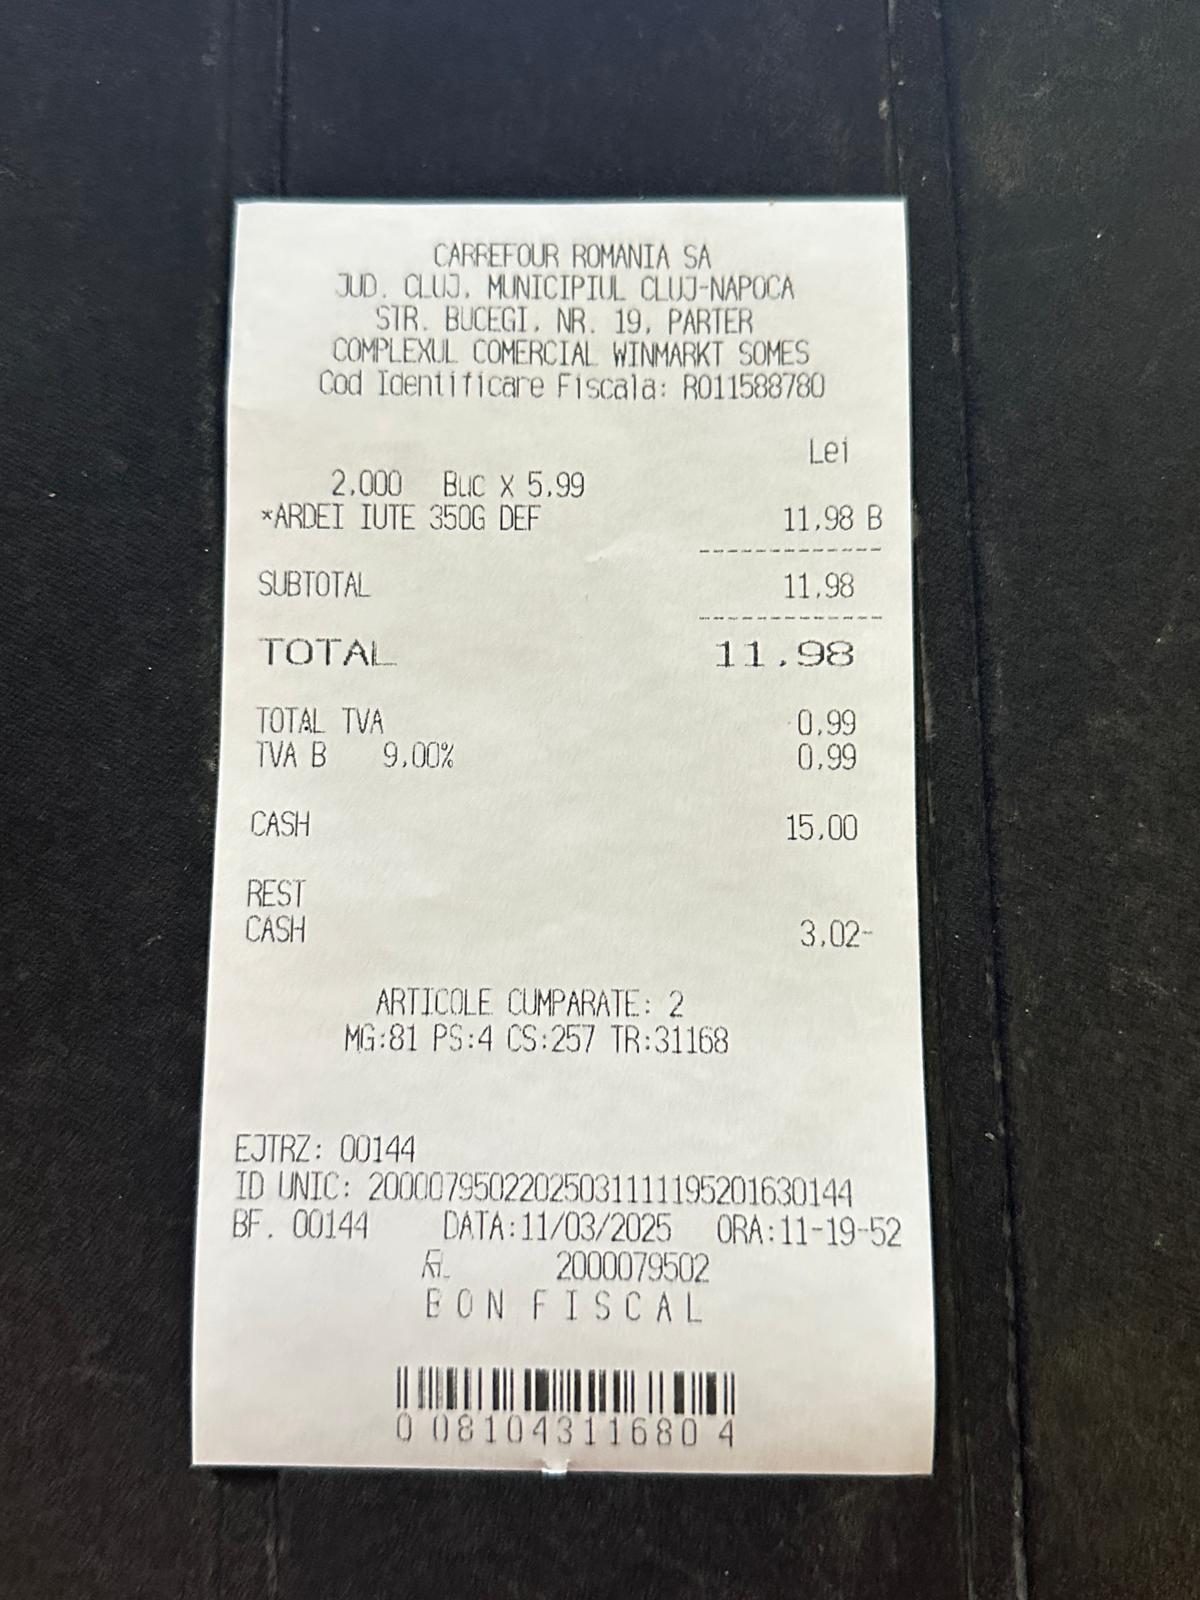 CARREFOUR ROMANIA SA
JUD. CLUJ, MUNICIPIUL CLUJ-NAPOCA
STR. BUCEGI, NR. 19, PARTER
COMPLEXUL COMERCIAL WINMARKT SOMES
Cod Identificare Fiscala: RO11588780
Lei
2,000 Buc X 5,99
*ARDEI IUTE 350G DEF 11,98 B
SUBTOTAL 11,98
TOTAL 11,98
TOTAL TVA 0,99
TVA B 9,00% 0,99
CASH 15,00
REST
CASH 3,02-
ARTICOLE CUMPARATE: 2
MG:81 PS:4 CS:257 TR:31168
EJTRZ: 00144
ID UNIC: 20000795022025031111195201630144
BF. 00144 DATA:11/03/2025 ORA:11-19-52
2000079502
BON FISCAL
0 08104311680 4